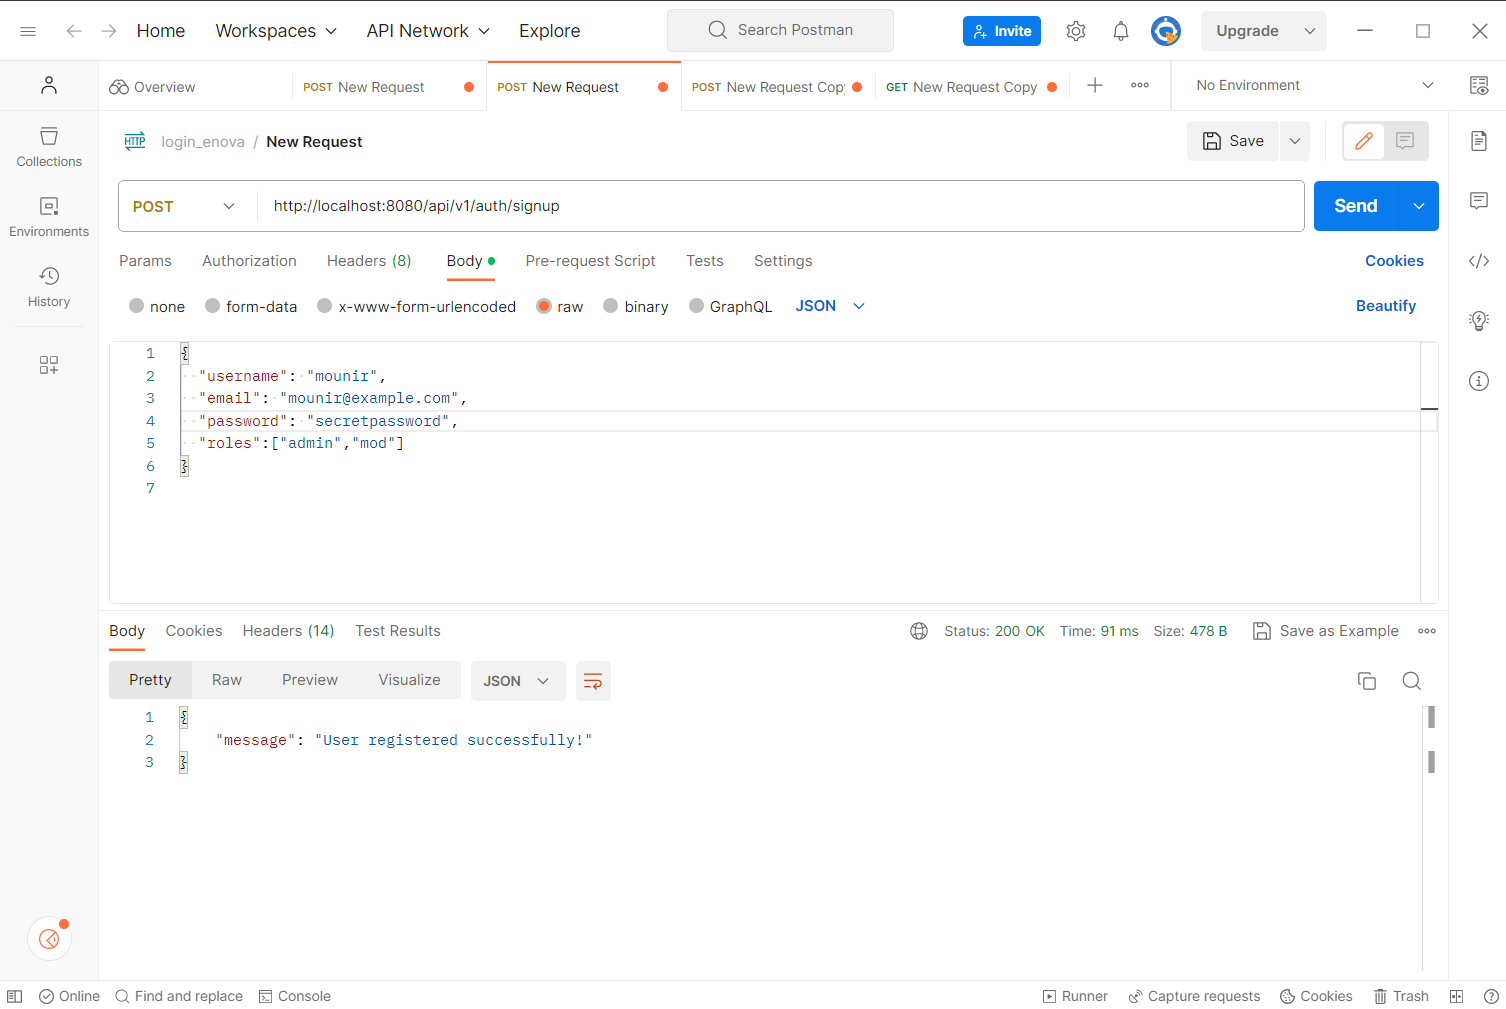 Home Workspaces API Network Explore Search Postman Invite Upgrade
Overview POST New Request POST New Request POST New Request Cop GET New Request Copy No Environment
HTTP login_enova / New Request Save
Collections
Environments
History
POST http://localhost:8080/api/v1/auth/signup Send
Params Authorization Headers (8) Body Pre-request Script Tests Settings Cookies
none form-data x-www-form-urlencoded raw binary GraphQL JSON Beautify
1 {
2 "username": "mounir",
3 "email": "mounir@example.com",
4 "password": "secretpassword",
5 "roles":["admin","mod"]
6 }
7
Body Cookies Headers (14) Test Results Status: 200 OK Time: 91 ms Size: 478 B Save as Example
Pretty Raw Preview Visualize JSON
1 {
2 "message": "User registered successfully!"
3 }
Online Find and replace Console Runner Capture requests Cookies Trash